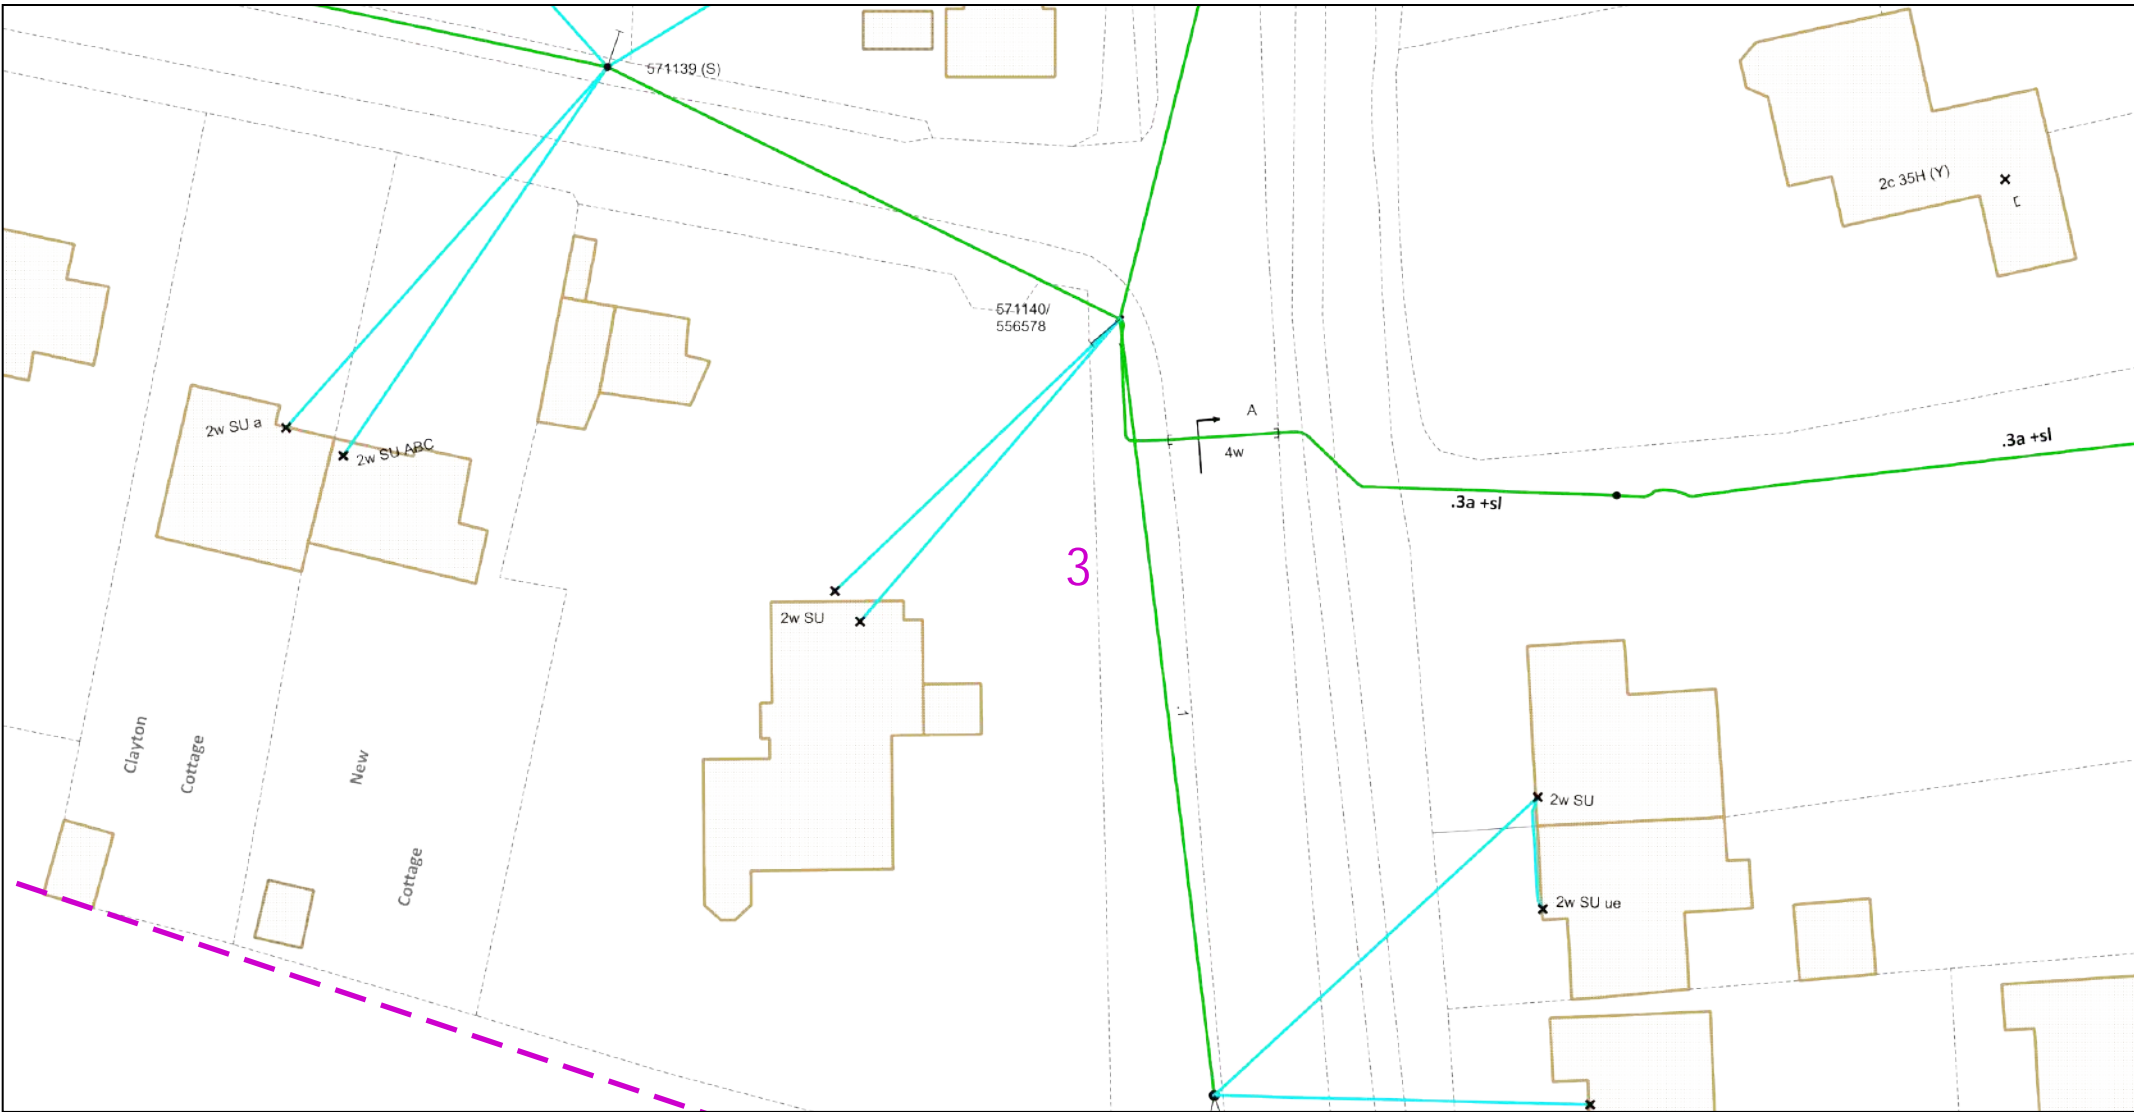 571139 (S)
2c 35H (Y)
[
571140/
556578
A
4w
2w SU a
2w SU ABC
.3a +sl
.3a +sl
3
2w SU
.1
Clayton
Cottage
New
Cottage
2w SU
2w SU ue